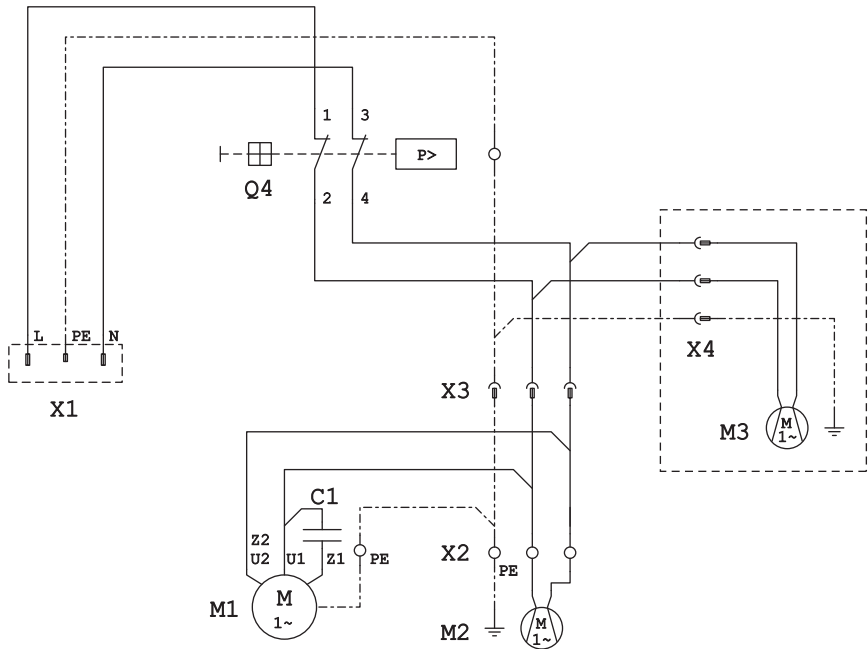 1 3
P>
Q4
2 4
L PE N
X4
X3
X1
M3 M
1~
C1
Z2
U2 U1 Z1 PE X2
PE
M1 M
1~
M2 M
1~